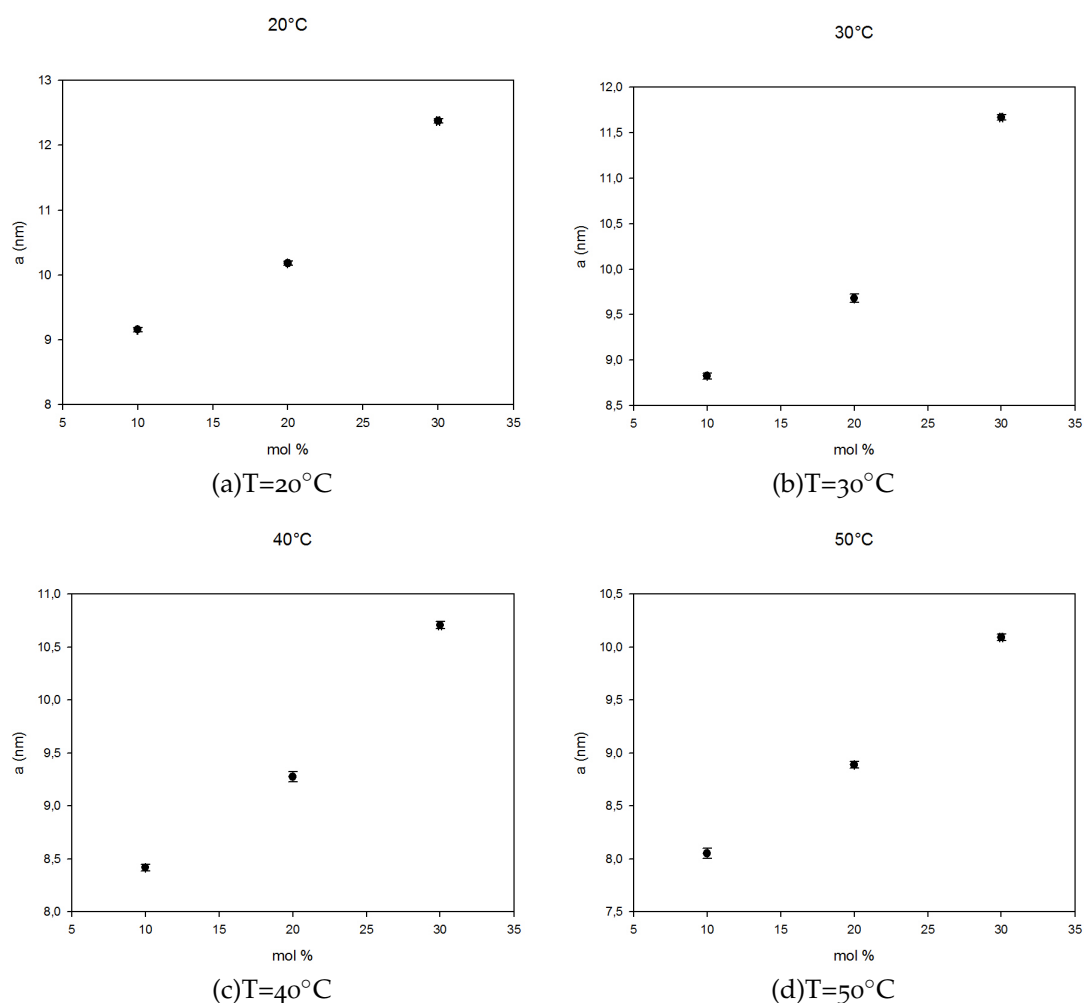 20°C
13
12
11
10
9
8
a (nm)
5 10 15 20 25 30 35
mol %
(a)T=20°C
30°C
12,0
11,5
11,0
10,5
10,0
9,5
9,0
8,5
a (nm)
5 10 15 20 25 30 35
mol %
(b)T=30°C
40°C
11,0
10,5
10,0
9,5
9,0
8,5
8,0
a (nm)
5 10 15 20 25 30 35
mol %
(c)T=40°C
50°C
10,5
10,0
9,5
9,0
8,5
8,0
7,5
a (nm)
5 10 15 20 25 30 35
mol %
(d)T=50°C